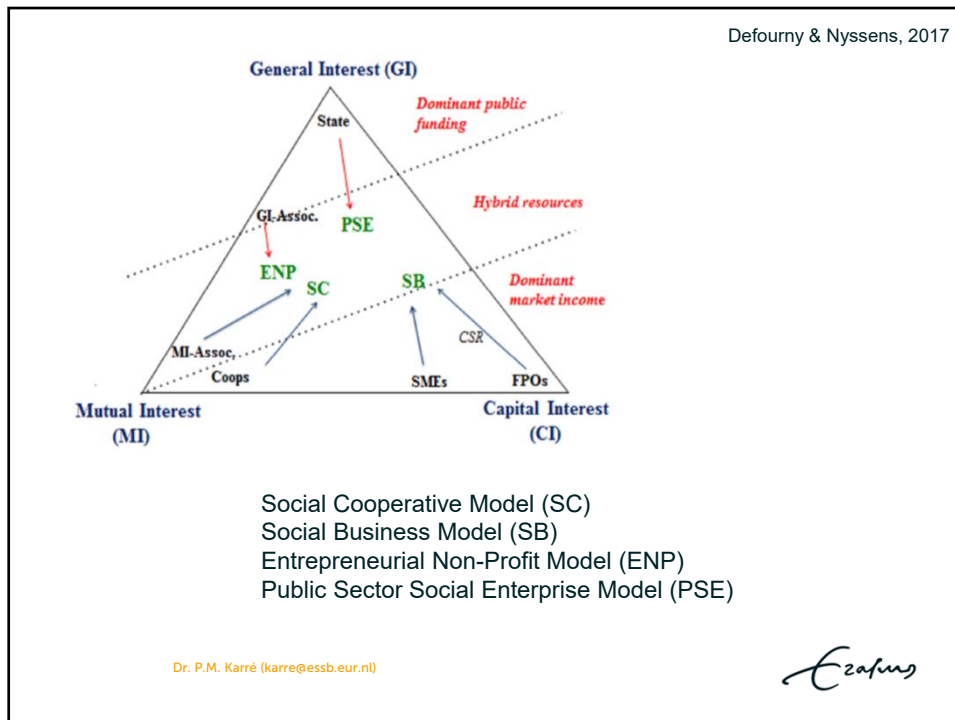 Defourny & Nyssens, 2017
General Interest (GI)
State
Dominant public
funding
GI-Assoc.
PSE
Hybrid resources
ENP
SC
SB
Dominant
market income
CSR
MI-Assoc,
Coops
SMEs
FPOs
Mutual Interest
(MI)
Capital Interest
(CI)
Social Cooperative Model (SC)
Social Business Model (SB)
Entrepreneurial Non-Profit Model (ENP)
Public Sector Social Enterprise Model (PSE)
Dr. P.M. Karré (karre@essb.eur.nl)
Erasmus